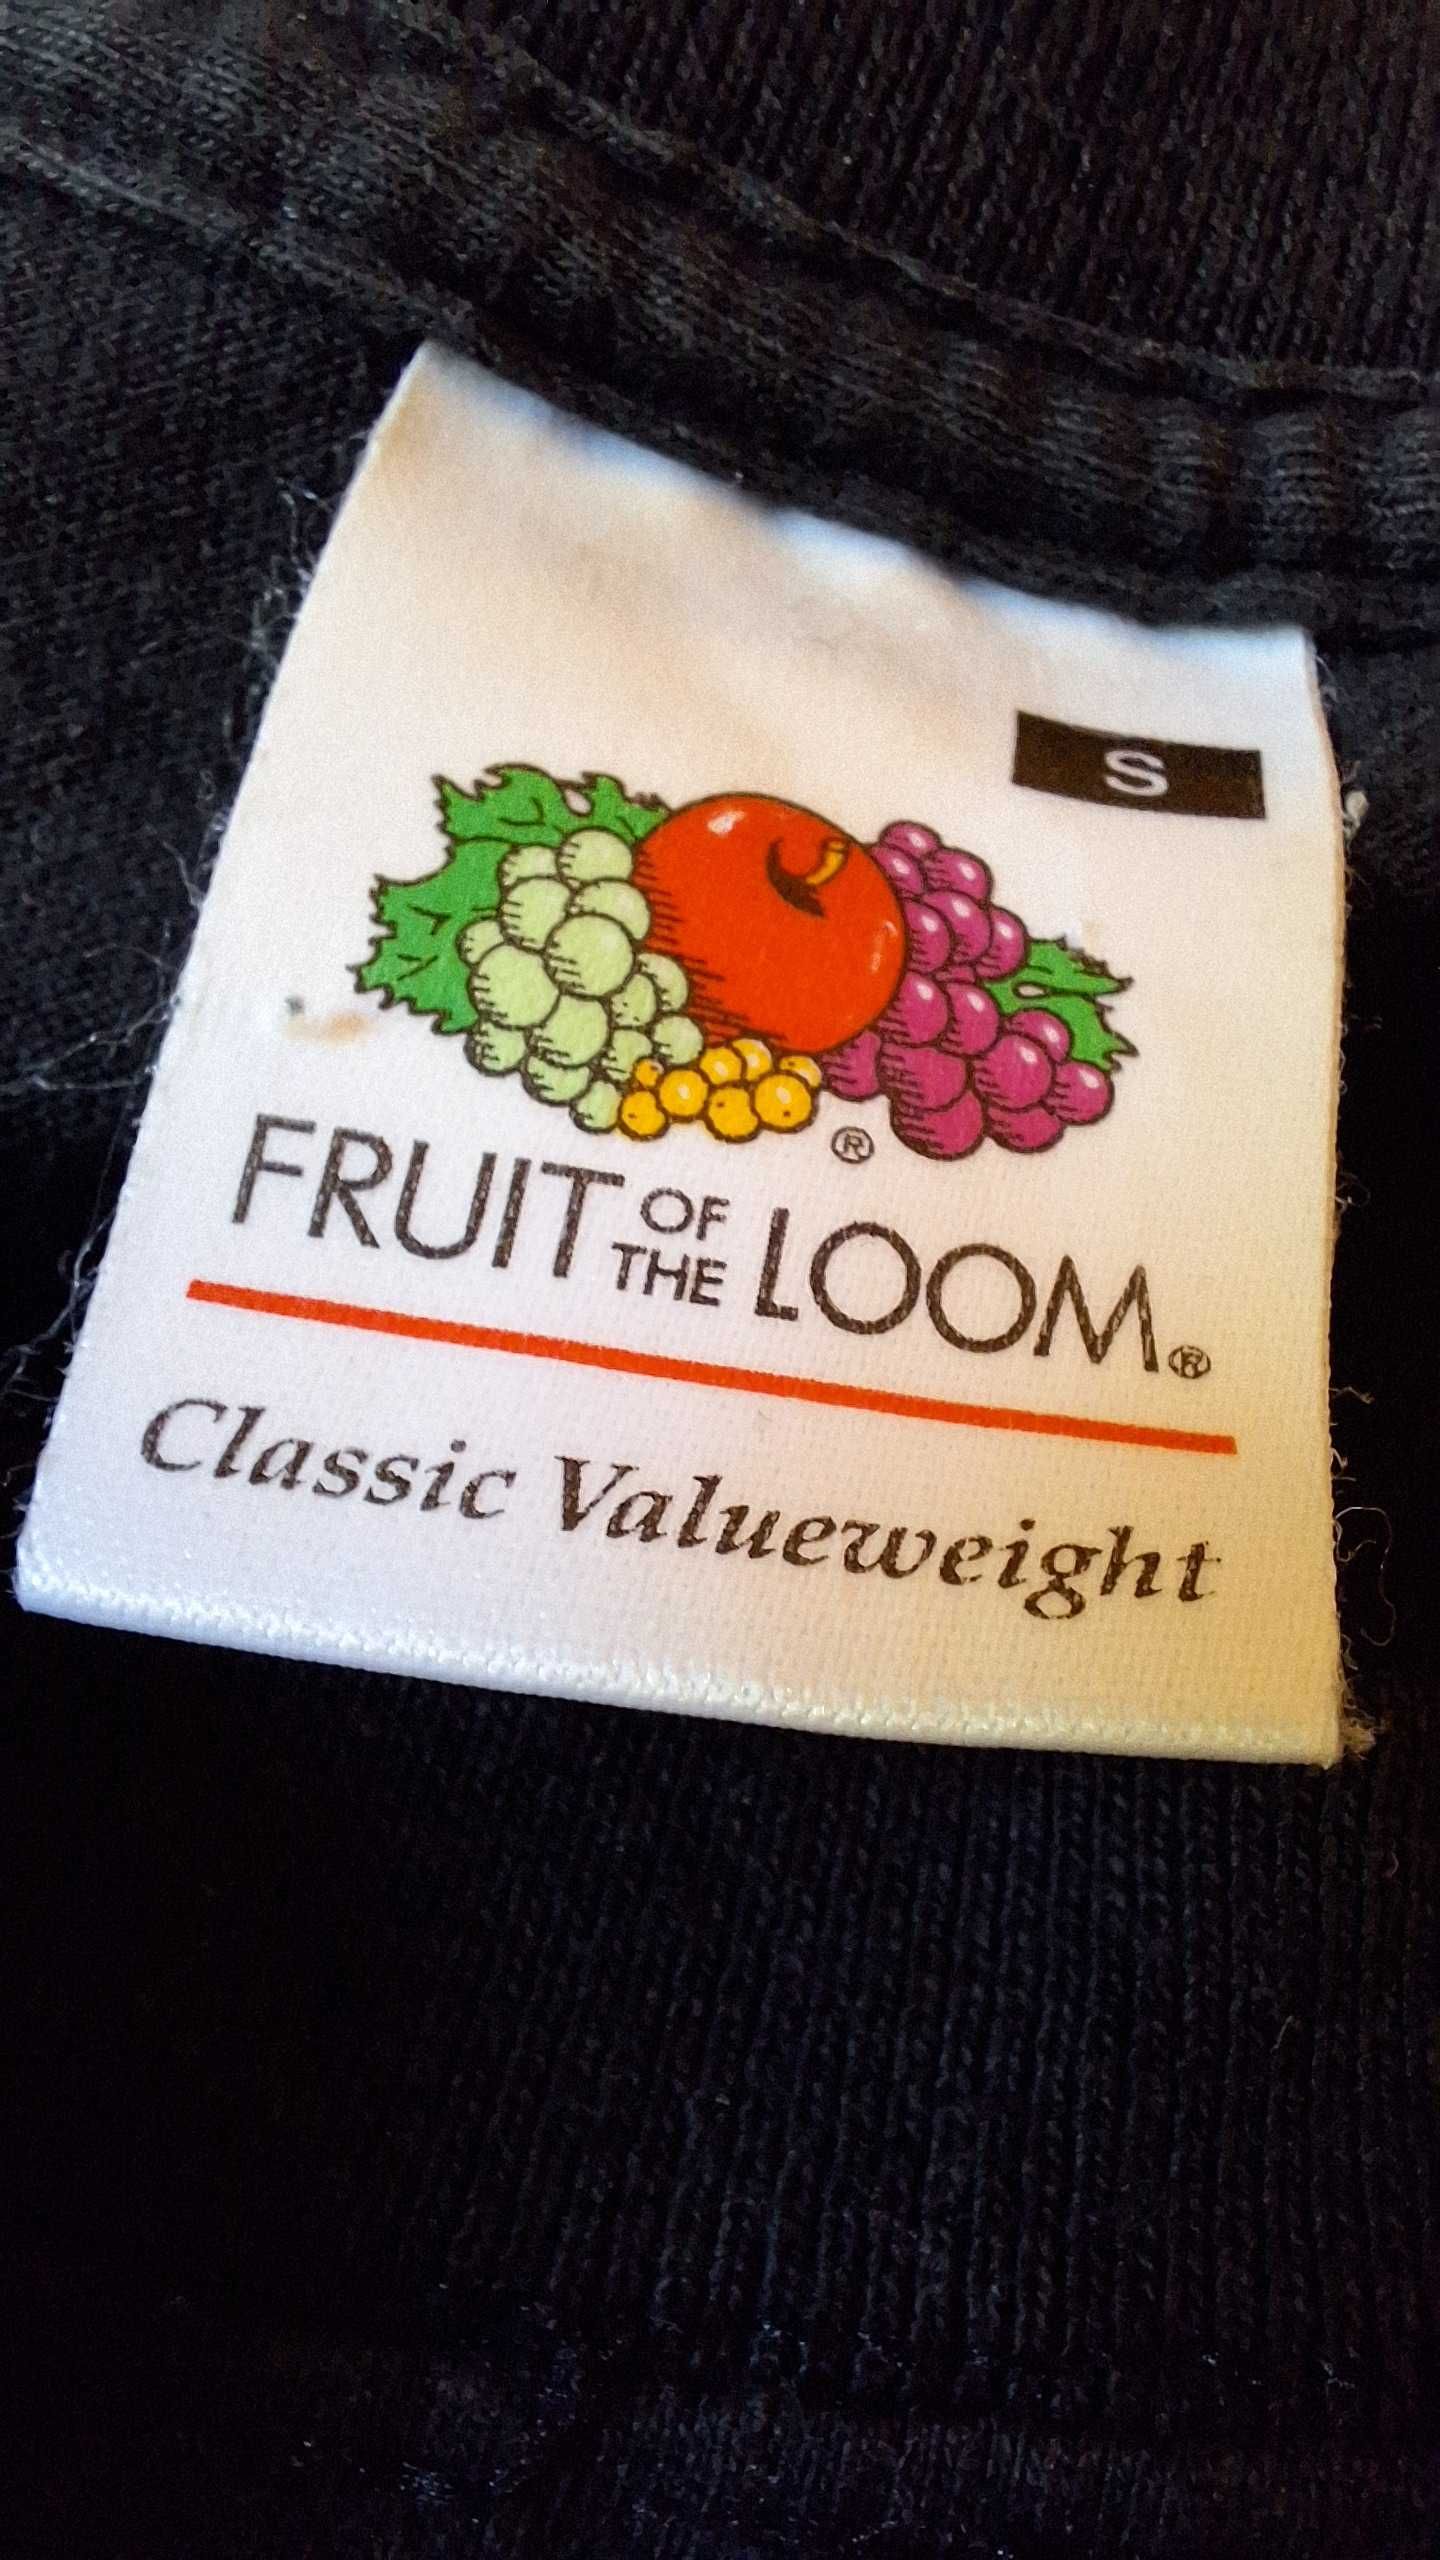 S
®
FRUIT OF THE LOOM®
Classic Valueweight